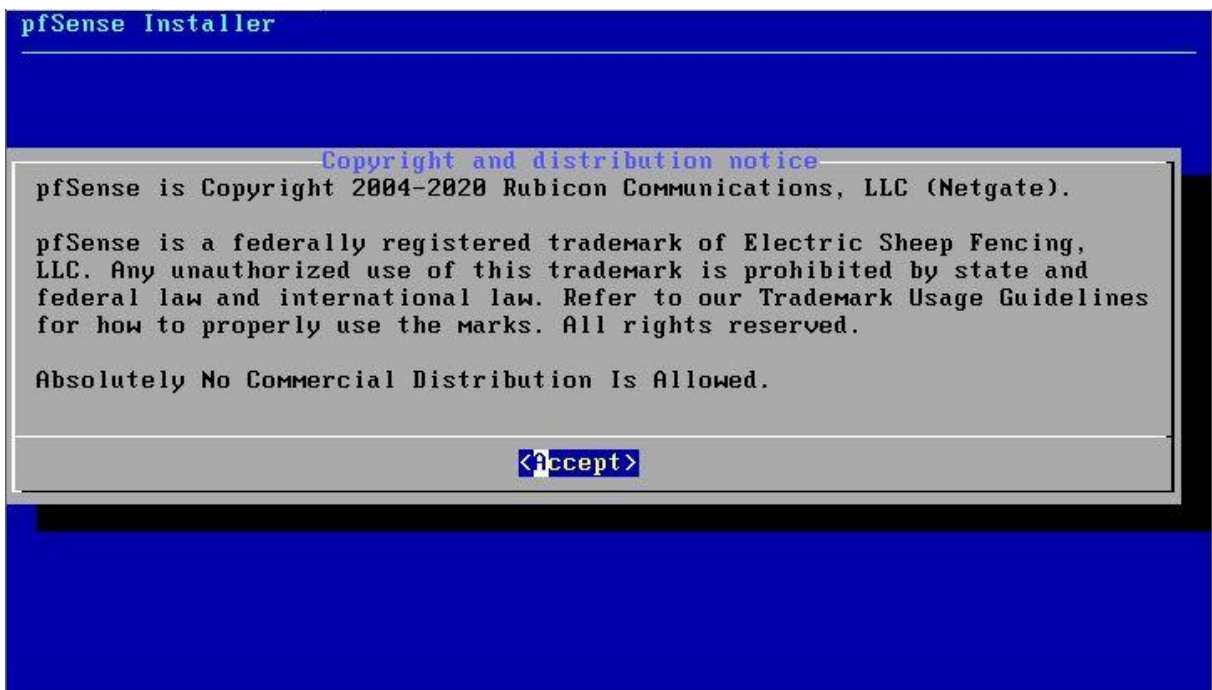 pfSense Installer
Copyright and distribution notice
pfSense is Copyright 2004-2020 Rubicon Communications, LLC (Netgate).
pfSense is a federally registered trademark of Electric Sheep Fencing,
LLC. Any unauthorized use of this trademark is prohibited by state and
federal law and international law. Refer to our Trademark Usage Guidelines
for how to properly use the marks. All rights reserved.
Absolutely No Commercial Distribution Is Allowed.
<Accept>